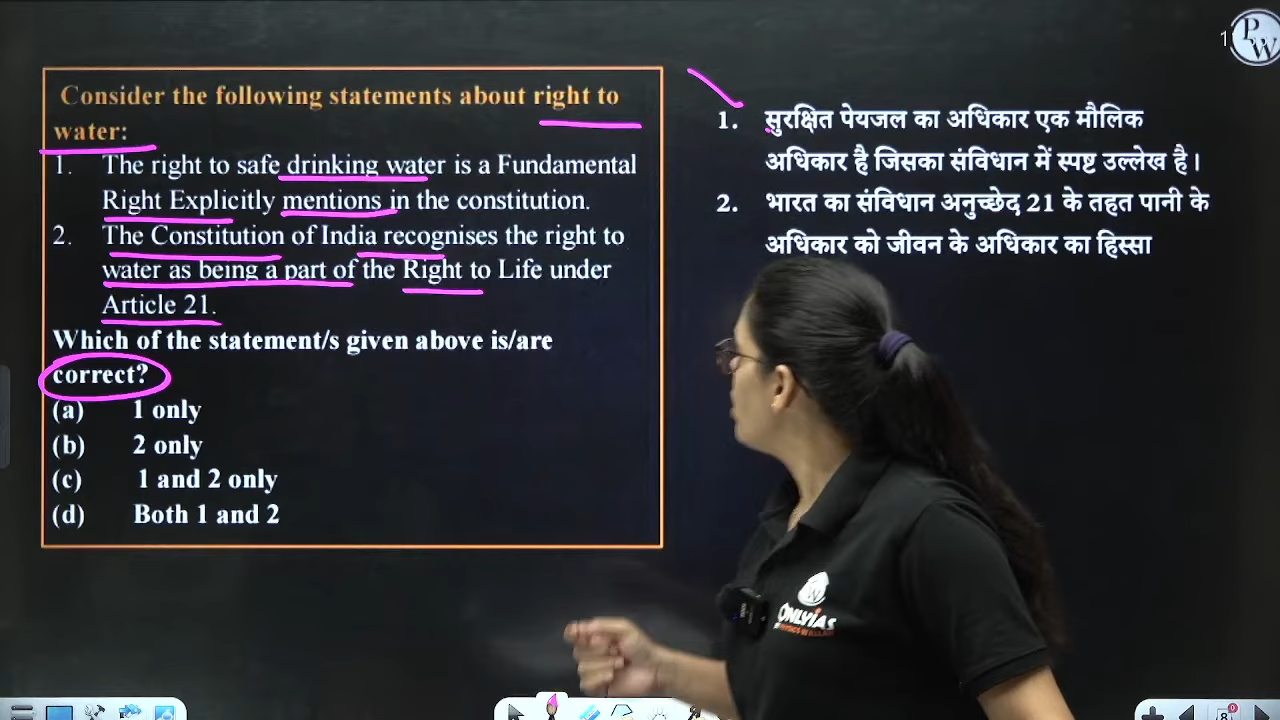 Consider the following statements about right to
water:
1. The right to safe drinking water is a Fundamental
Right Explicitly mentions in the constitution.
2. The Constitution of India recognises the right to
water as being a part of the Right to Life under
Article 21.
Which of the statement/s given above is/are
correct?
(a) 1 only
(b) 2 only
(c) 1 and 2 only
(d) Both 1 and 2
1. सुरक्षित पेयजल का अधिकार एक मौलिक
अधिकार है जिसका संविधान में स्पष्ट उल्लेख है।
2. भारत का संविधान अनुच्छेद 21 के तहत पानी के
अधिकार को जीवन के अधिकार का हिस्सा
PW
ONLYIAS
8